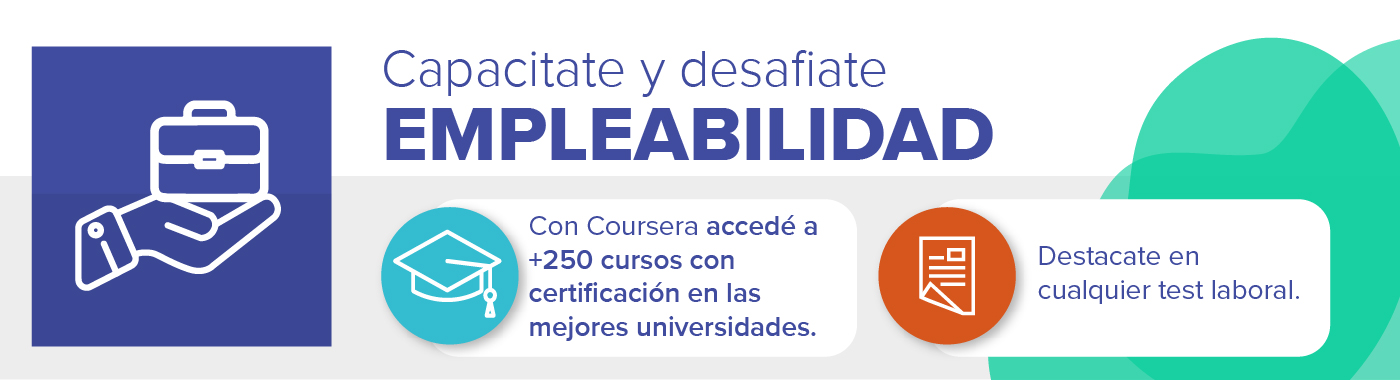 Capacitate y desafiate
EMPLEABILIDAD
Con Coursera accedé a
+250 cursos con
certificación en las
mejores universidades.
Destacate en
cualquier test laboral.